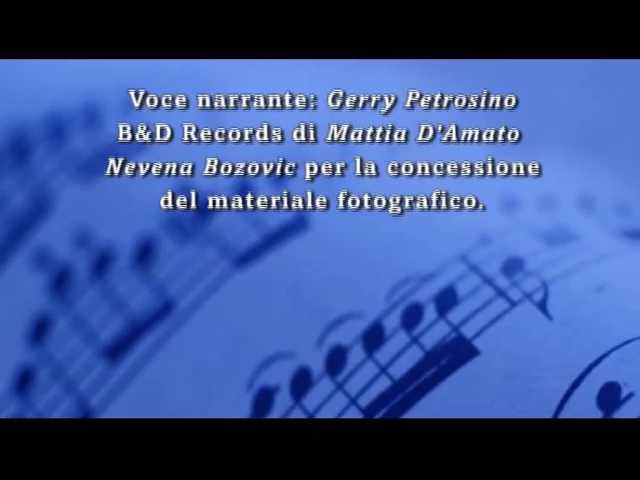 Voce narrante: Gerry Petrosino
B&D Records di Mattia D'Amato
Nevena Bozovic per la concessione
del materiale fotografico.